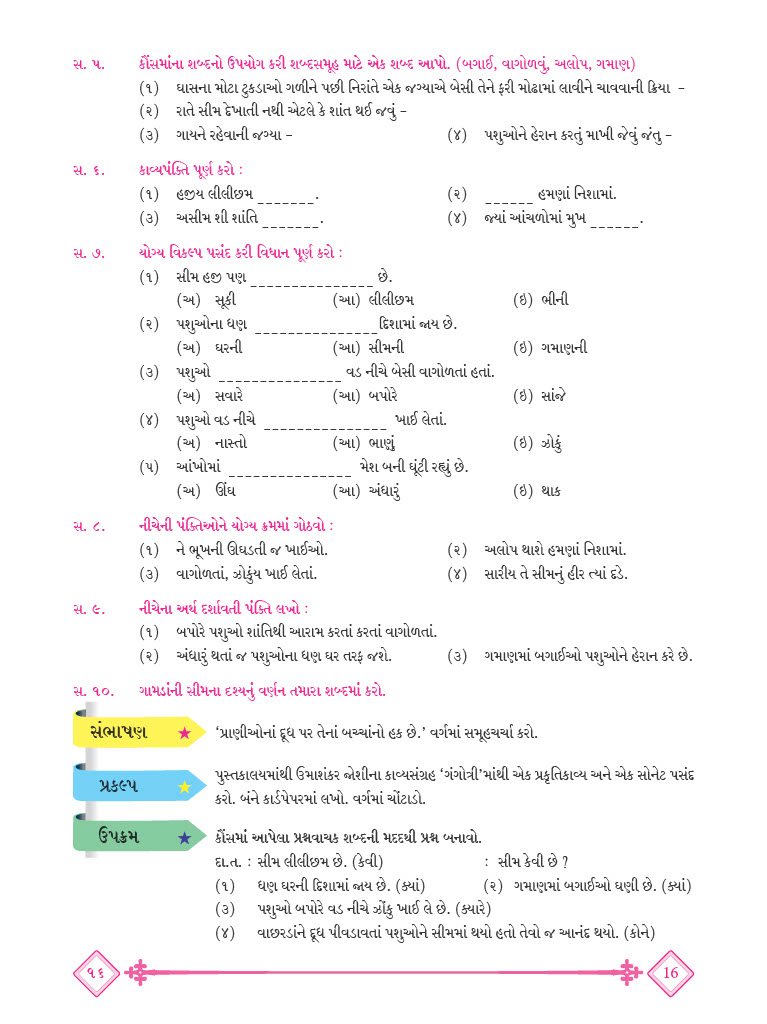 સ. ૫. કૌંસમાંના શબ્દનો ઉપયોગ કરી શબ્દસમૂહ માટે એક શબ્દ આપો. (બગાઈ, વાગોળવું, અલોપ, ગમાણ)
(૧) ઘાસના મોટા ટુકડાઓ ગળીને પછી નિરાંતે એક જગ્યાએ બેસી તેને ફરી મોઢામાં લાવીને ચાવવાની ક્રિયા -
(૨) રાતે સીમ દેખાતી નથી એટલે કે શાંત થઈ જવું -
(૩) ગાયને રહેવાની જગ્યા - (૪) પશુઓને હેરાન કરતું માખી જેવું જંતુ -
સ. ૬. કાવ્યપંક્તિ પૂર્ણ કરો :
(૧) હજીય લીલીછમ _______. (૨) ______ હમણાં નિશામાં.
(૩) અસીમ શી શાંતિ _______. (૪) જ્યાં આંચળોમાં મુખ ______.
સ. ૭. યોગ્ય વિકલ્પ પસંદ કરી વિધાન પૂર્ણ કરો :
(૧) સીમ હજી પણ _______________ છે.
(અ) સૂકી (આ) લીલીછમ (ઇ) ભીની
(૨) પશુઓના ધણ _______________દિશામાં જાય છે.
(અ) ઘરની (આ) સીમની (ઇ) ગમાણની
(૩) પશુઓ _______________ વડ નીચે બેસી વાગોળતાં હતાં.
(અ) સવારે (આ) બપોરે (ઇ) સાંજે
(૪) પશુઓ વડ નીચે _______________ ખાઈ લેતાં.
(અ) નાસ્તો (આ) ભાણું (ઇ) ઝોકું
(૫) આંખોમાં _______________ મેશ બની ઘૂંટી રહ્યું છે.
(અ) ઊંઘ (આ) અંધારું (ઇ) થાક
સ. ૮. નીચેની પંક્તિઓને યોગ્ય ક્રમમાં ગોઠવો :
(૧) ને ભૂખની ઊઘડતી જ ખાઈઓ. (૨) અલોપ થાશે હમણાં નિશામાં.
(૩) વાગોળતાં, ઝોકુંય ખાઈ લેતાં. (૪) સારીય તે સીમનું હીર ત્યાં દડે.
સ. ૯. નીચેના અર્થ દર્શાવતી પંક્તિ લખો :
(૧) બપોરે પશુઓ શાંતિથી આરામ કરતાં કરતાં વાગોળતાં.
(૨) અંધારું થતાં જ પશુઓના ધણ ઘર તરફ જશે. (૩) ગમાણમાં બગાઈઓ પશુઓને હેરાન કરે છે.
સ. ૧૦. ગામડાંની સીમના દૃશ્યનું વર્ણન તમારા શબ્દમાં કરો.
સંભાષણ ★ ‘પ્રાણીઓનાં દૂધ પર તેનાં બચ્ચાંનો હક છે.’ વર્ગમાં સમૂહચર્ચા કરો.
પ્રકલ્પ ★ પુસ્તકાલયમાંથી ઉમાશંકર જોશીના કાવ્યસંગ્રહ ‘ગંગોત્રી’માંથી એક પ્રકૃતિકાવ્ય અને એક સોનેટ પસંદ
કરો. બંને કાર્ડપેપરમાં લખો. વર્ગમાં ચોંટાડો.
ઉપક્રમ ★ કૌંસમાં આપેલા પ્રશ્નવાચક શબ્દની મદદથી પ્રશ્ન બનાવો.
દા.ત. : સીમ લીલીછમ છે. (કેવી) : સીમ કેવી છે ?
(૧) ધણ ઘરની દિશામાં જાય છે. (ક્યાં) (૨) ગમાણમાં બગાઈઓ ઘણી છે. (ક્યાં)
(૩) પશુઓ બપોરે વડ નીચે ઝોંકુ ખાઈ લે છે. (ક્યારે)
(૪) વાછરડાંને દૂધ પીવડાવતાં પશુઓને સીમમાં થયો હતો તેવો જ આનંદ થયો. (કોને)
૧૬ 16